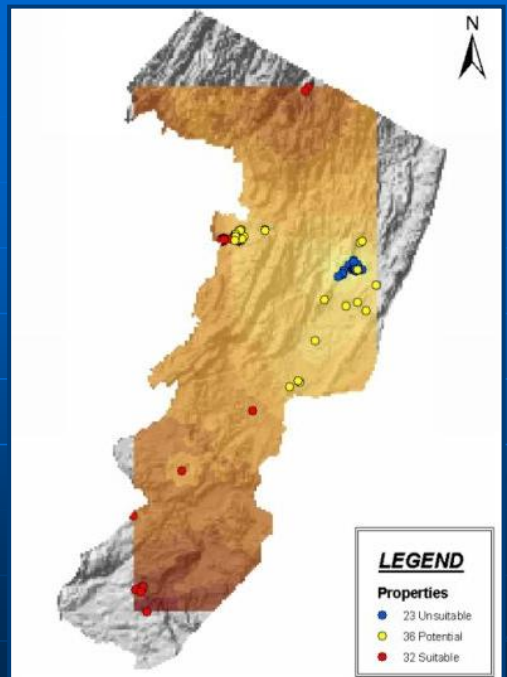 N
LEGEND
Properties
23 Unsuitable
36 Potential
32 Suitable